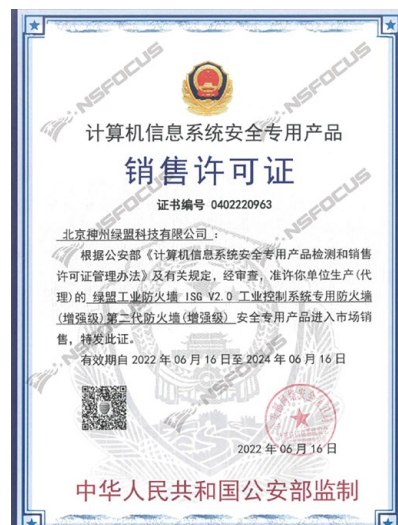 计算机信息系统安全专用产品
销售许可证
证书编号 0402220963
北京神州绿盟科技有限公司：
根据公安部《计算机信息系统安全专用产品检测和销售
许可证管理办法》及有关规定，经审查，准许你单位生产(代
理)的 绿盟工业防火墙 ISG V2.0 工业控制系统专用防火墙
(增强级)第二代防火墙(增强级) 安全专用产品进入市场销
售，特发此证。
有效期自 2022 年 06 月 16 日至 2024 年 06 月 16 日
2022 年 06 月 16 日
中华人民共和国公安部监制
NSFOCUS
NSFOCUS
NSFOCUS
NSFOCUS
NSFOCUS
NSFOCUS